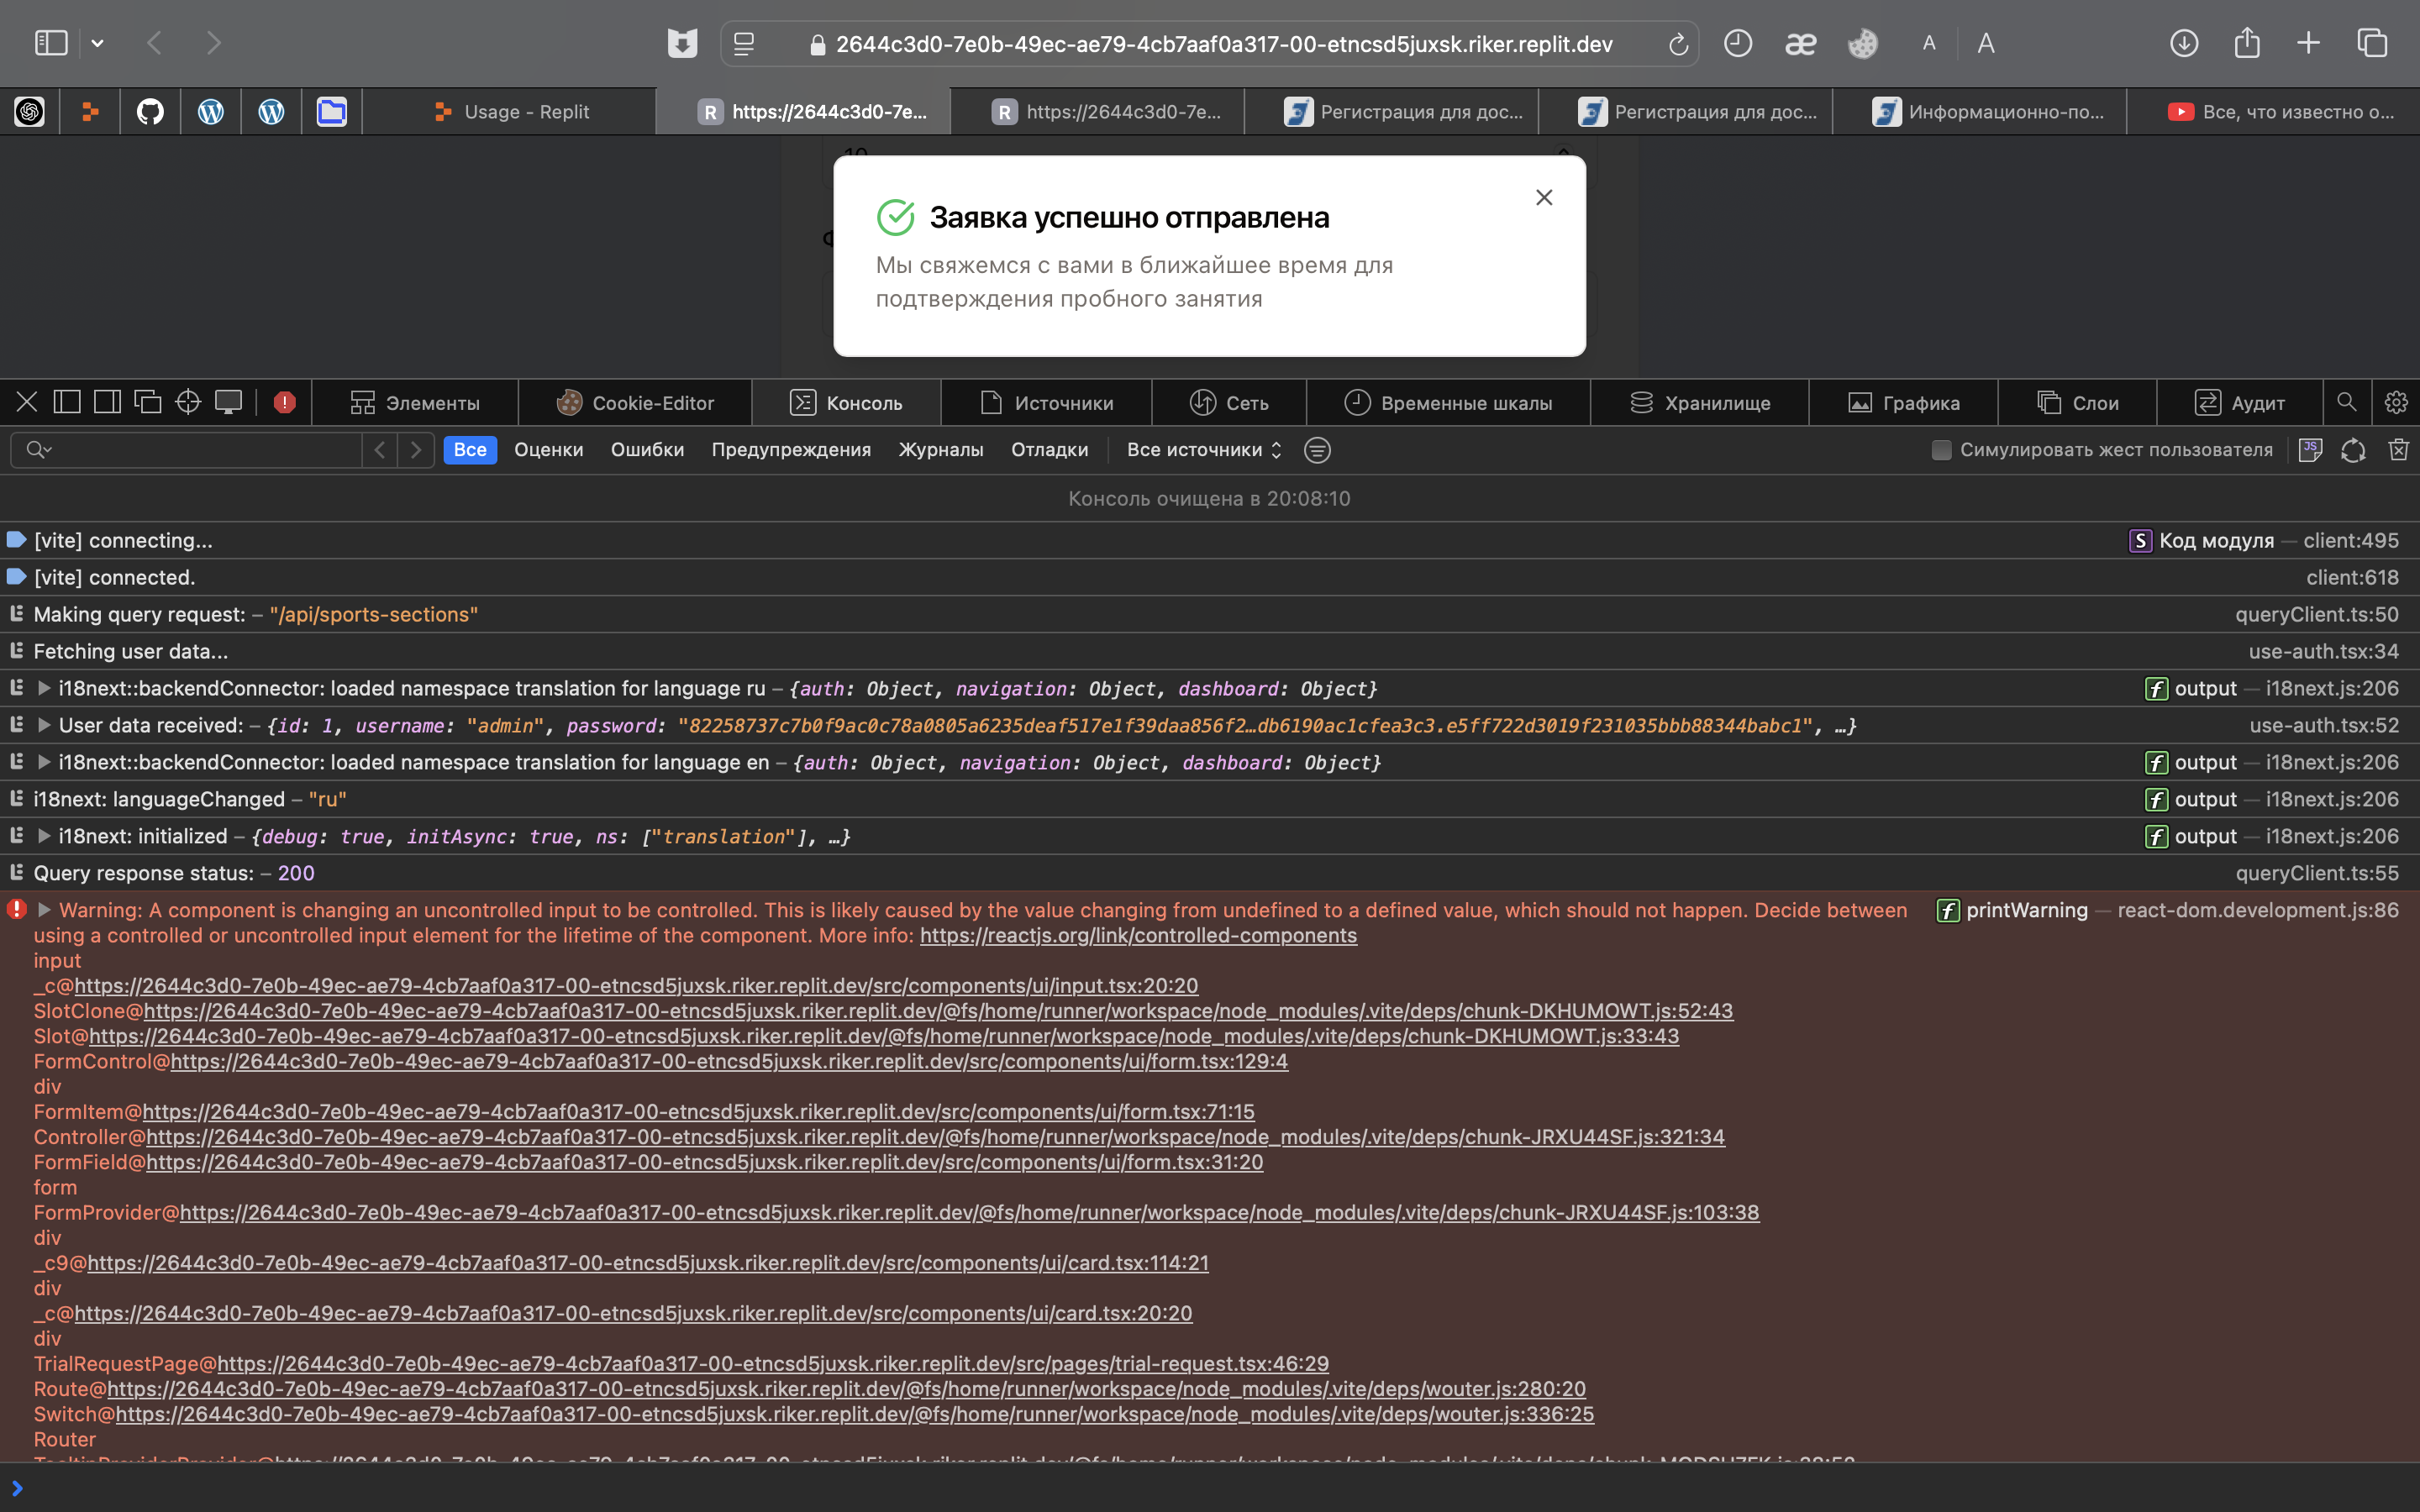 2644c3d0-7e0b-49ec-ae79-4cb7aaf0a317-00-etncsd5juxsk.riker.replit.dev
æ
A
A
Usage - Replit
R https://2644c3d0-7e...
R https://2644c3d0-7e...
Регистрация для дос...
Регистрация для дос...
Информационно-по...
Все, что известно о...
10
Заявка успешно отправлена
Мы свяжемся с вами в ближайшее время для
подтверждения пробного занятия
Элементы
Cookie-Editor
Консоль
Источники
Сеть
Временные шкалы
Хранилище
Графика
Слои
Аудит
Все
Оценки
Ошибки
Предупреждения
Журналы
Отладки
Все источники
Симулировать жест пользователя
Консоль очищена в 20:08:10
[vite] connecting... S Код модуля — client:495
[vite] connected. client:618
Making query request: – "/api/sports-sections" queryClient.ts:50
Fetching user data... use-auth.tsx:34
i18next::backendConnector: loaded namespace translation for language ru – {auth: Object, navigation: Object, dashboard: Object} f output — i18next.js:206
User data received: – {id: 1, username: "admin", password: "82258737c7b0f9ac0c78a0805a6235deaf517e1f39daa856f2…db6190ac1cfea3c3.e5ff722d3019f231035bbb88344babc1", …} use-auth.tsx:52
i18next::backendConnector: loaded namespace translation for language en – {auth: Object, navigation: Object, dashboard: Object} f output — i18next.js:206
i18next: languageChanged – "ru" f output — i18next.js:206
i18next: initialized – {debug: true, initAsync: true, ns: ["translation"], …} f output — i18next.js:206
Query response status: – 200 queryClient.ts:55
Warning: A component is changing an uncontrolled input to be controlled. This is likely caused by the value changing from undefined to a defined value, which should not happen. Decide between f printWarning — react-dom.development.js:86
using a controlled or uncontrolled input element for the lifetime of the component. More info: https://reactjs.org/link/controlled-components
input
_c@https://2644c3d0-7e0b-49ec-ae79-4cb7aaf0a317-00-etncsd5juxsk.riker.replit.dev/src/components/ui/input.tsx:20:20
SlotClone@https://2644c3d0-7e0b-49ec-ae79-4cb7aaf0a317-00-etncsd5juxsk.riker.replit.dev/@fs/home/runner/workspace/node_modules/.vite/deps/chunk-DKHUMOWT.js:52:43
Slot@https://2644c3d0-7e0b-49ec-ae79-4cb7aaf0a317-00-etncsd5juxsk.riker.replit.dev/@fs/home/runner/workspace/node_modules/.vite/deps/chunk-DKHUMOWT.js:33:43
FormControl@https://2644c3d0-7e0b-49ec-ae79-4cb7aaf0a317-00-etncsd5juxsk.riker.replit.dev/src/components/ui/form.tsx:129:4
div
FormItem@https://2644c3d0-7e0b-49ec-ae79-4cb7aaf0a317-00-etncsd5juxsk.riker.replit.dev/src/components/ui/form.tsx:71:15
Controller@https://2644c3d0-7e0b-49ec-ae79-4cb7aaf0a317-00-etncsd5juxsk.riker.replit.dev/@fs/home/runner/workspace/node_modules/.vite/deps/chunk-JRXU44SF.js:321:34
FormField@https://2644c3d0-7e0b-49ec-ae79-4cb7aaf0a317-00-etncsd5juxsk.riker.replit.dev/src/components/ui/form.tsx:31:20
form
FormProvider@https://2644c3d0-7e0b-49ec-ae79-4cb7aaf0a317-00-etncsd5juxsk.riker.replit.dev/@fs/home/runner/workspace/node_modules/.vite/deps/chunk-JRXU44SF.js:103:38
div
_c9@https://2644c3d0-7e0b-49ec-ae79-4cb7aaf0a317-00-etncsd5juxsk.riker.replit.dev/src/components/ui/card.tsx:114:21
div
_c@https://2644c3d0-7e0b-49ec-ae79-4cb7aaf0a317-00-etncsd5juxsk.riker.replit.dev/src/components/ui/card.tsx:20:20
div
TrialRequestPage@https://2644c3d0-7e0b-49ec-ae79-4cb7aaf0a317-00-etncsd5juxsk.riker.replit.dev/src/pages/trial-request.tsx:46:29
Route@https://2644c3d0-7e0b-49ec-ae79-4cb7aaf0a317-00-etncsd5juxsk.riker.replit.dev/@fs/home/runner/workspace/node_modules/.vite/deps/wouter.js:280:20
Switch@https://2644c3d0-7e0b-49ec-ae79-4cb7aaf0a317-00-etncsd5juxsk.riker.replit.dev/@fs/home/runner/workspace/node_modules/.vite/deps/wouter.js:336:25
Router